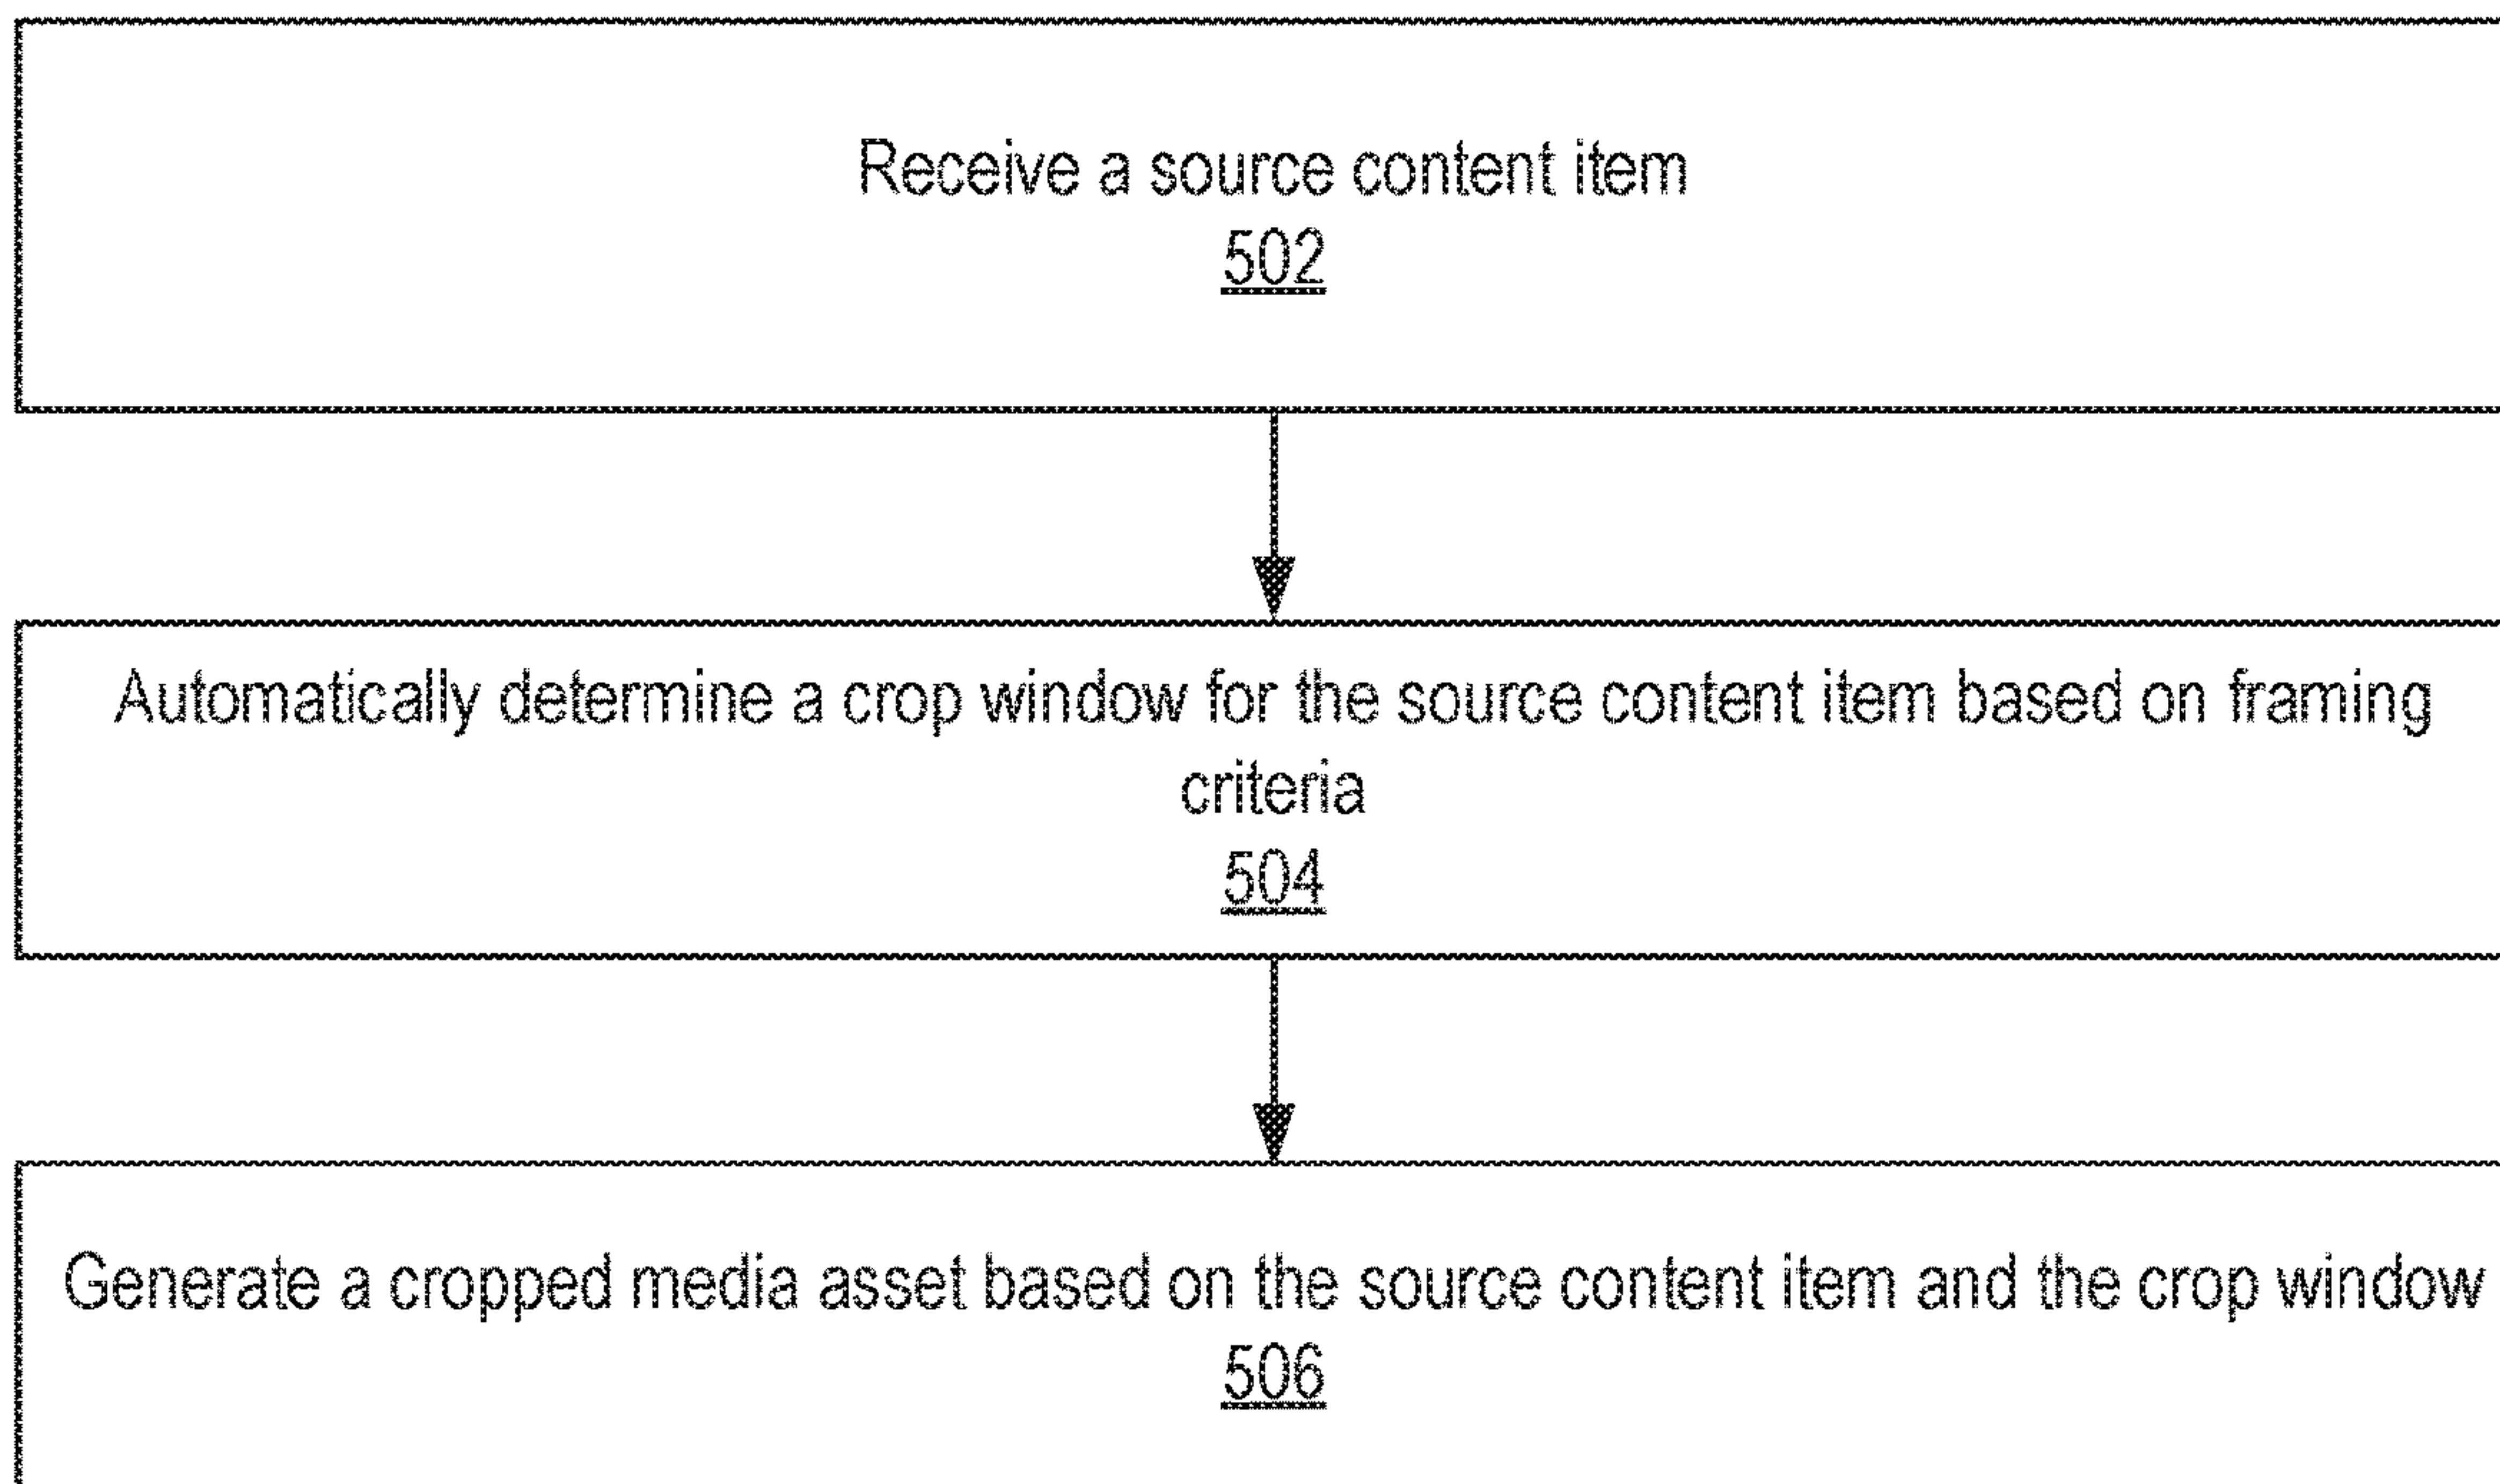 Receive a source content item
502
Automatically determine a crop window for the source content item based on framing
criteria
504
Generate a cropped media asset based on the source content item and the crop window
506